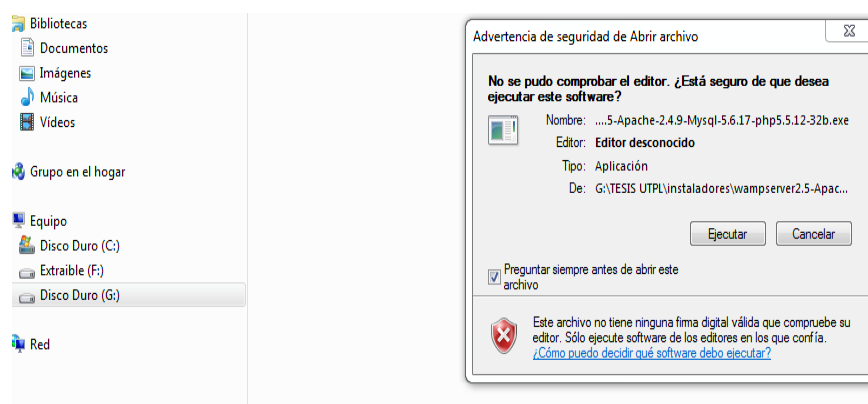 Bibliotecas
Documentos
Imágenes
Música
Vídeos
Grupo en el hogar
Equipo
Disco Duro (C:)
Extraible (F:)
Disco Duro (G:)
Red
Advertencia de seguridad de Abrir archivo
No se pudo comprobar el editor. ¿Está seguro de que desea
ejecutar este software?
Nombre: ....5-Apache-2.4.9-Mysql-5.6.17-php5.5.12-32b.exe
Editor: Editor desconocido
Tipo: Aplicación
De: G:\TESIS UTPL\instaladores\wampserver2.5-Apac...
Ejecutar Cancelar
Preguntar siempre antes de abrir este
archivo
Este archivo no tiene ninguna firma digital válida que compruebe su
editor. Sólo ejecute software de los editores en los que confía.
¿Cómo puedo decidir qué software debo ejecutar?